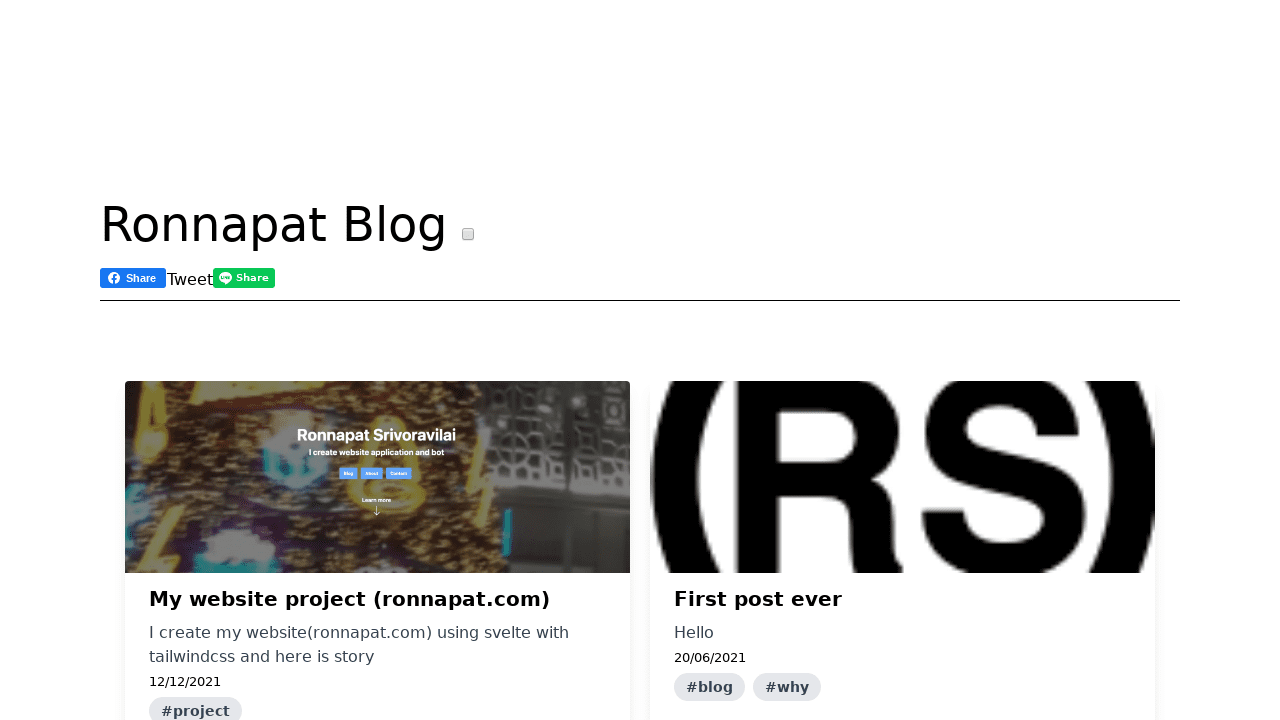 Ronnapat Blog
Share Tweet Share
Ronnapat Srivoravilai
I create website application and bot
Blog About Contact
Learn more
(RS)
My website project (ronnapat.com)
I create my website(ronnapat.com) using svelte with
tailwindcss and here is story
12/12/2021
#project
First post ever
Hello
20/06/2021
#blog #why